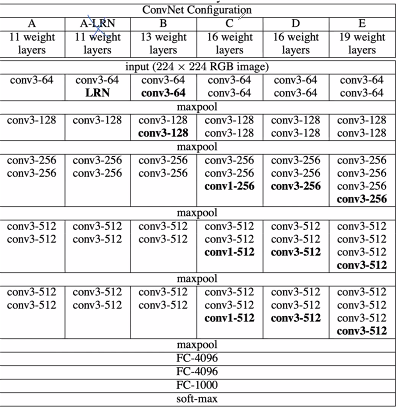 ConvNet Configuration
A A-LRN B C D E
11 weight layers 11 weight layers 13 weight layers 16 weight layers 16 weight layers 19 weight layers
input (224 × 224 RGB image)
conv3-64 conv3-64 conv3-64 conv3-64 conv3-64 conv3-64
LRN conv3-64 conv3-64 conv3-64 conv3-64
maxpool
conv3-128 conv3-128 conv3-128 conv3-128 conv3-128 conv3-128
conv3-128 conv3-128 conv3-128 conv3-128
maxpool
conv3-256 conv3-256 conv3-256 conv3-256 conv3-256 conv3-256
conv3-256 conv3-256 conv3-256 conv3-256 conv3-256 conv3-256
conv1-256 conv3-256 conv3-256
conv3-256
maxpool
conv3-512 conv3-512 conv3-512 conv3-512 conv3-512 conv3-512
conv3-512 conv3-512 conv3-512 conv3-512 conv3-512 conv3-512
conv1-512 conv3-512 conv3-512
conv3-512
maxpool
conv3-512 conv3-512 conv3-512 conv3-512 conv3-512 conv3-512
conv3-512 conv3-512 conv3-512 conv3-512 conv3-512 conv3-512
conv1-512 conv3-512 conv3-512
conv3-512
maxpool
FC-4096
FC-4096
FC-1000
soft-max